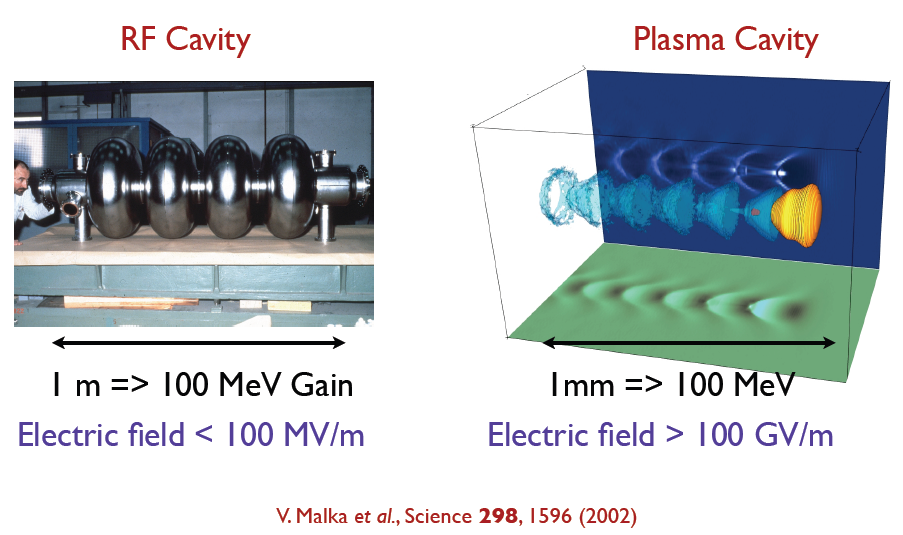 RF Cavity
Plasma Cavity
1 m => 100 MeV Gain
1mm => 100 MeV
Electric field < 100 MV/m
Electric field > 100 GV/m
V. Malka et al., Science 298, 1596 (2002)